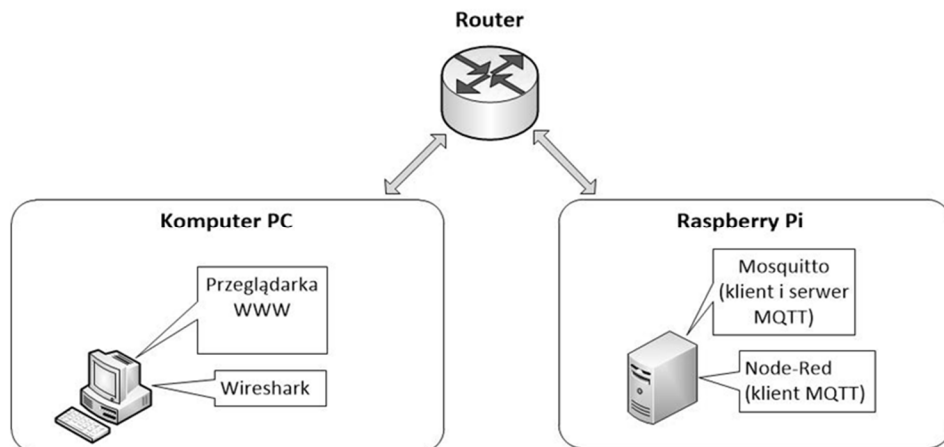 Router
Komputer PC
Przeglądarka
WWW
Wireshark
Raspberry Pi
Mosquitto
(klient i serwer
MQTT)
Node-Red
(klient MQTT)